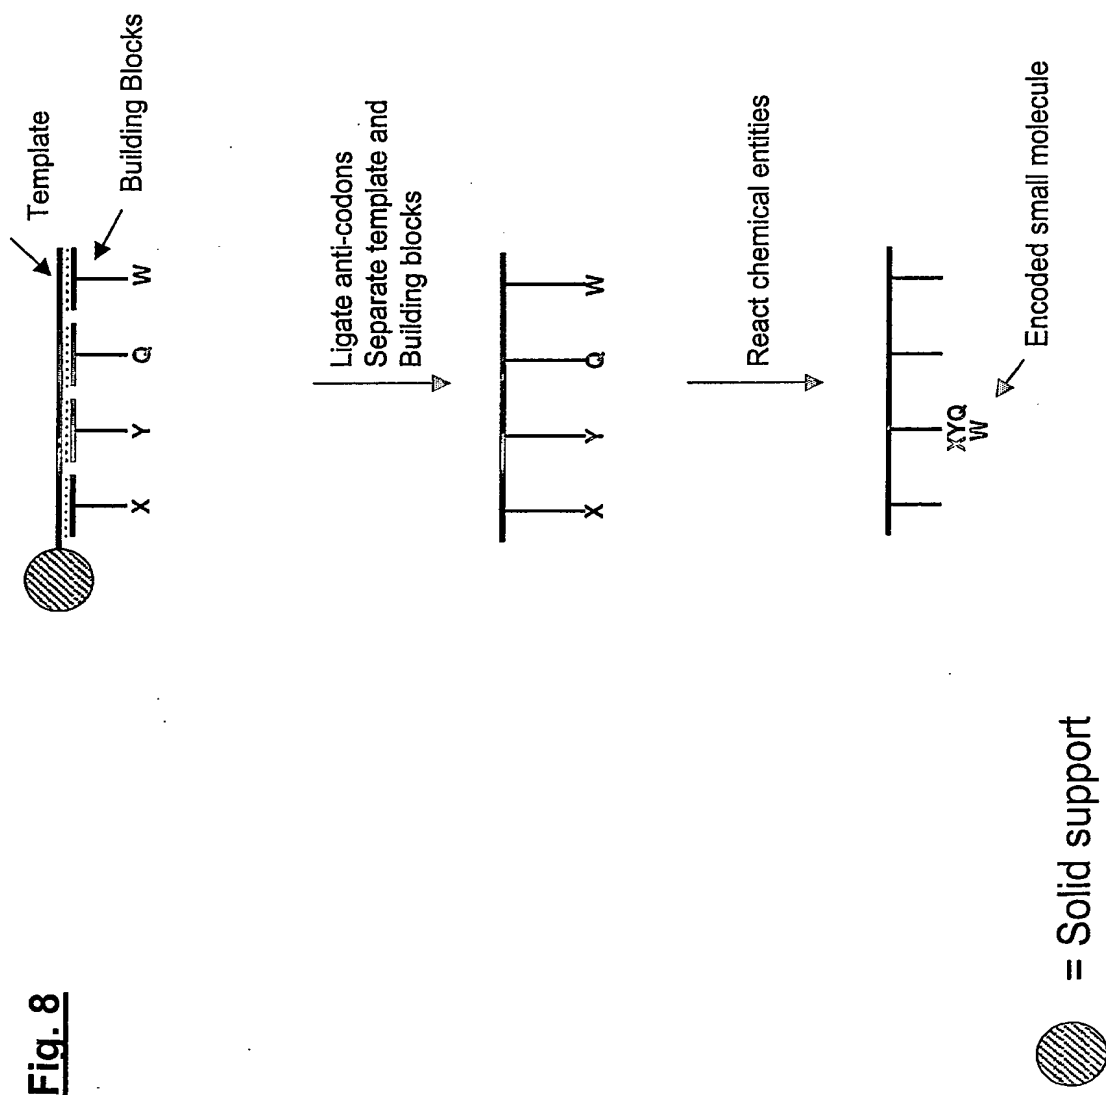 Fig. 8
Template
Building Blocks
X Y Q W
Ligate anti-codons
Separate template and
Building blocks
X Y Q W
React chemical entities
XYQ
W
Encoded small molecule
= Solid support